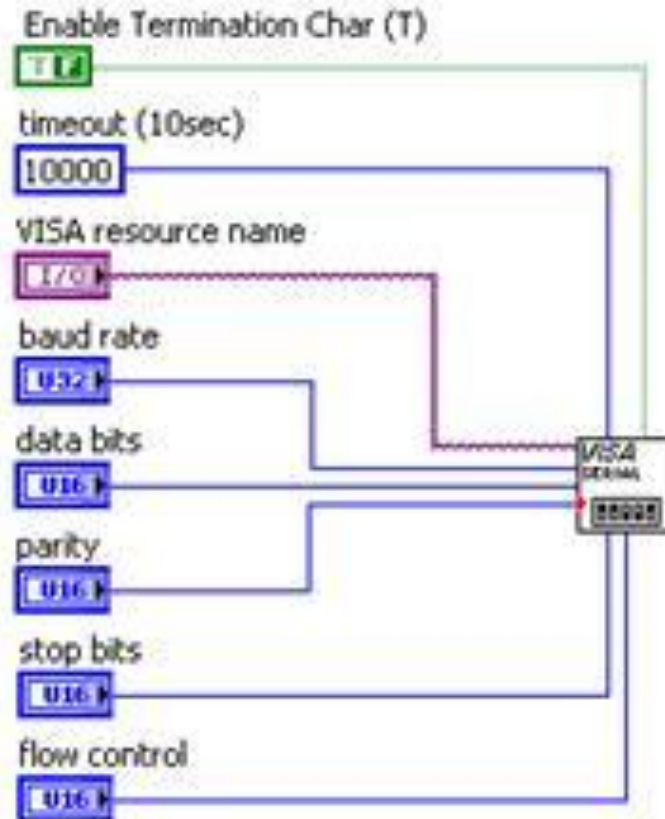 Enable Termination Char (T)
T F
timeout (10sec)
10000
VISA resource name
I/O
baud rate
U32
data bits
U16
parity
U16
stop bits
U16
flow control
U16
VISA
SERIAL